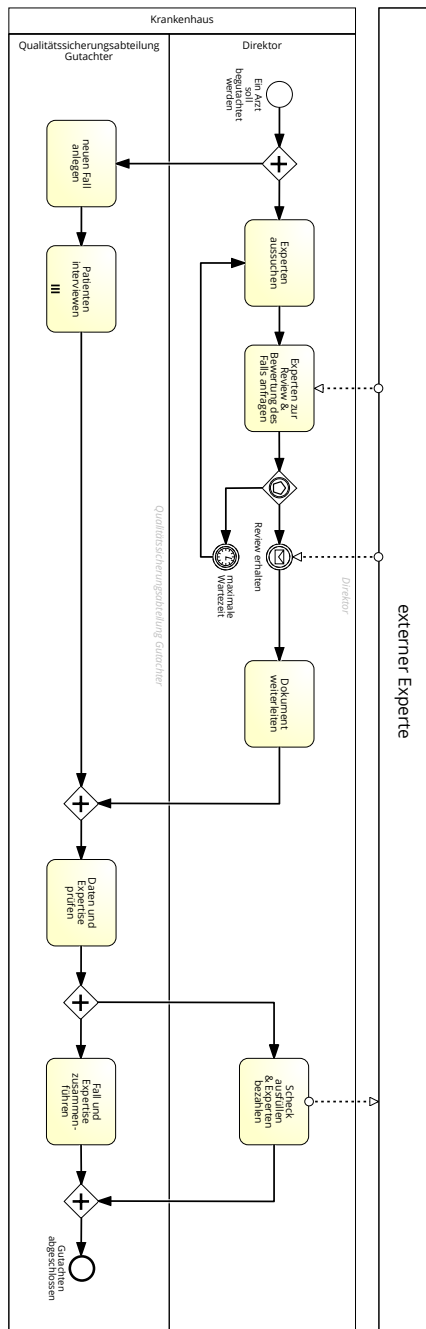 Krankenhaus
Qualitätssicherungsabteilung
Gutachter
Direktor
externer Experte
Ein Arzt
soll
begutachtet
werden
neuen Fall
anlegen
Experten
aussuchen
Patienten
interviewen
Experten zur
Review &
Bewertung des
Falls anfragen
Review erhalten
maximale
Wartezeit
Direktor
Qualitätssicherungsabteilung Gutachter
Dokument
weiterleiten
Daten und
Expertise
prüfen
Scheck
ausfüllen
& Experten
bezahlen
Fall und
Expertise
zusammen-
führen
Gutachten
abgeschlossen